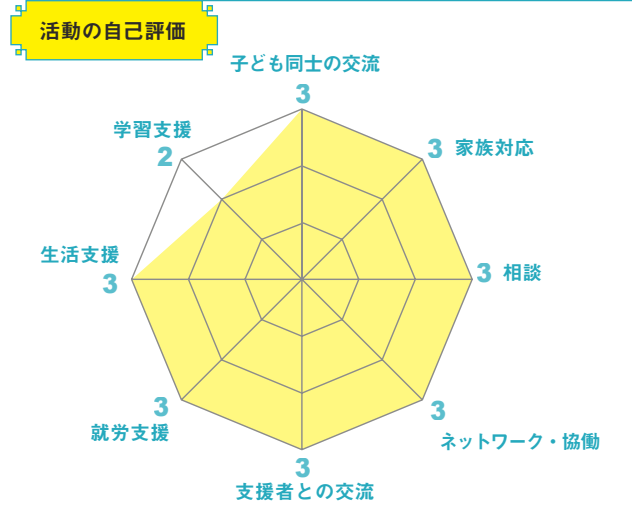 活動の自己評価
子ども同士の交流
3
学習支援
2
3 家族対応
生活支援
3
3 相談
3
就労支援
3
ネットワーク・協働
3
支援者との交流